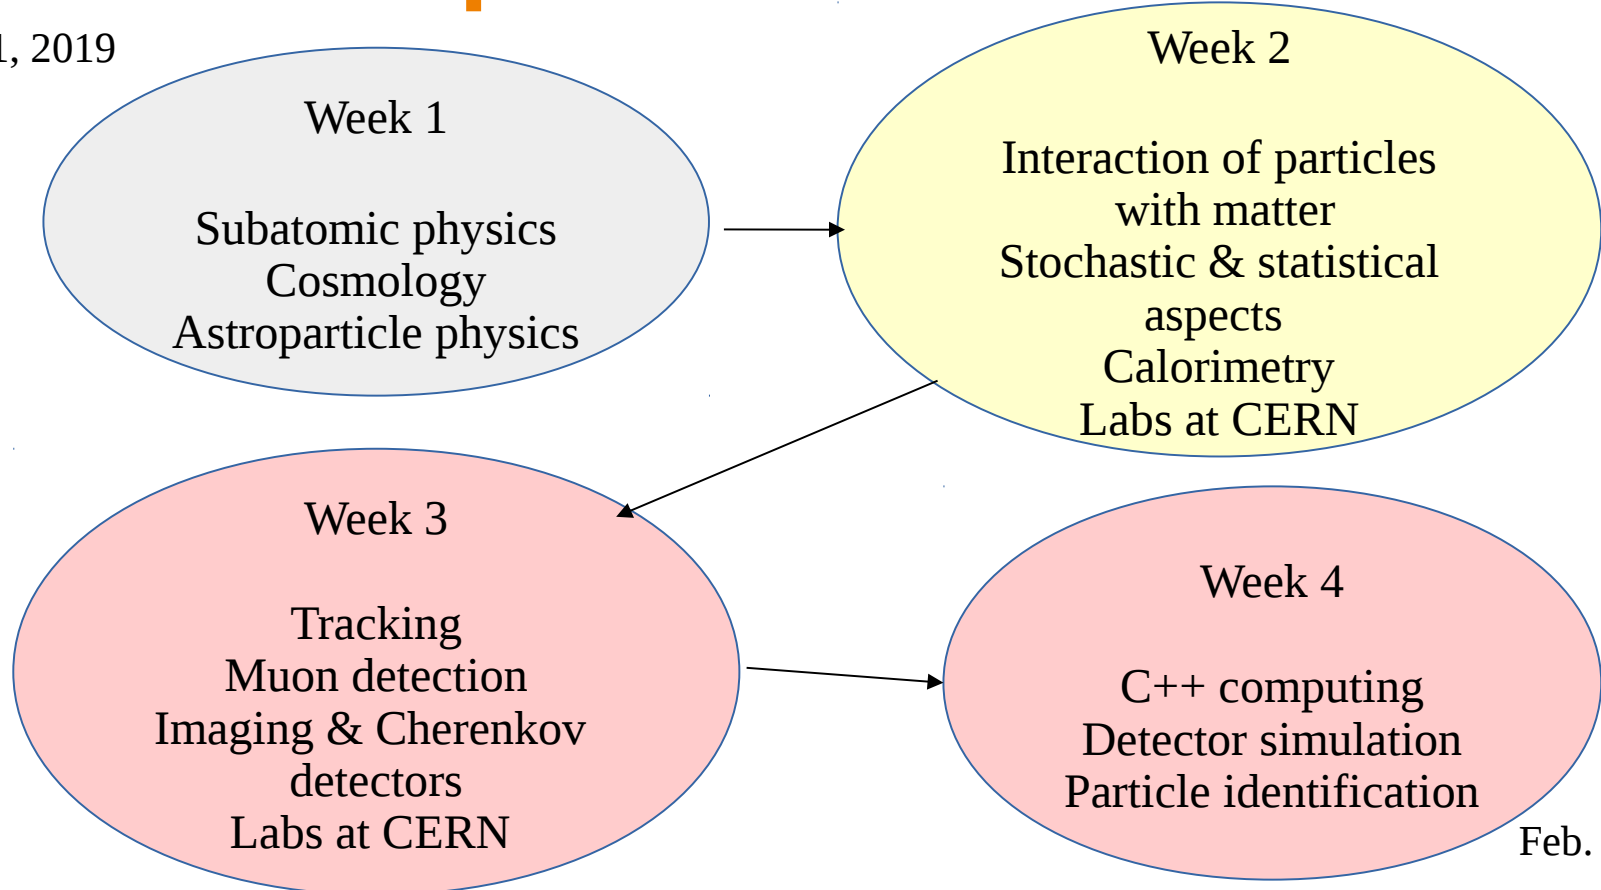 1, 2019
Week 1
Subatomic physics
Cosmology
Astroparticle physics
Week 2
Interaction of particles
with matter
Stochastic & statistical
aspects
Calorimetry
Labs at CERN
Week 3
Tracking
Muon detection
Imaging & Cherenkov
detectors
Labs at CERN
Week 4
C++ computing
Detector simulation
Particle identification
Feb.